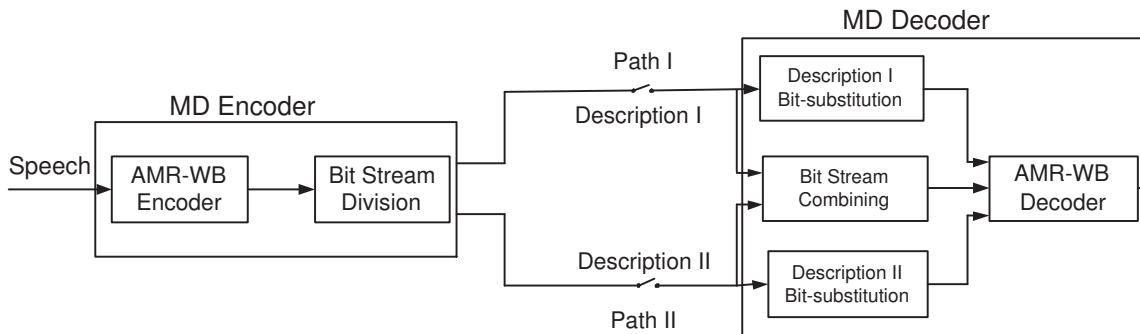 MD Decoder
Path I
Description I
Bit-substitution
MD Encoder
Description I
Speech
AMR-WB
Encoder
Bit Stream
Division
Bit Stream
Combining
AMR-WB
Decoder
Description II
Description II
Bit-substitution
Path II